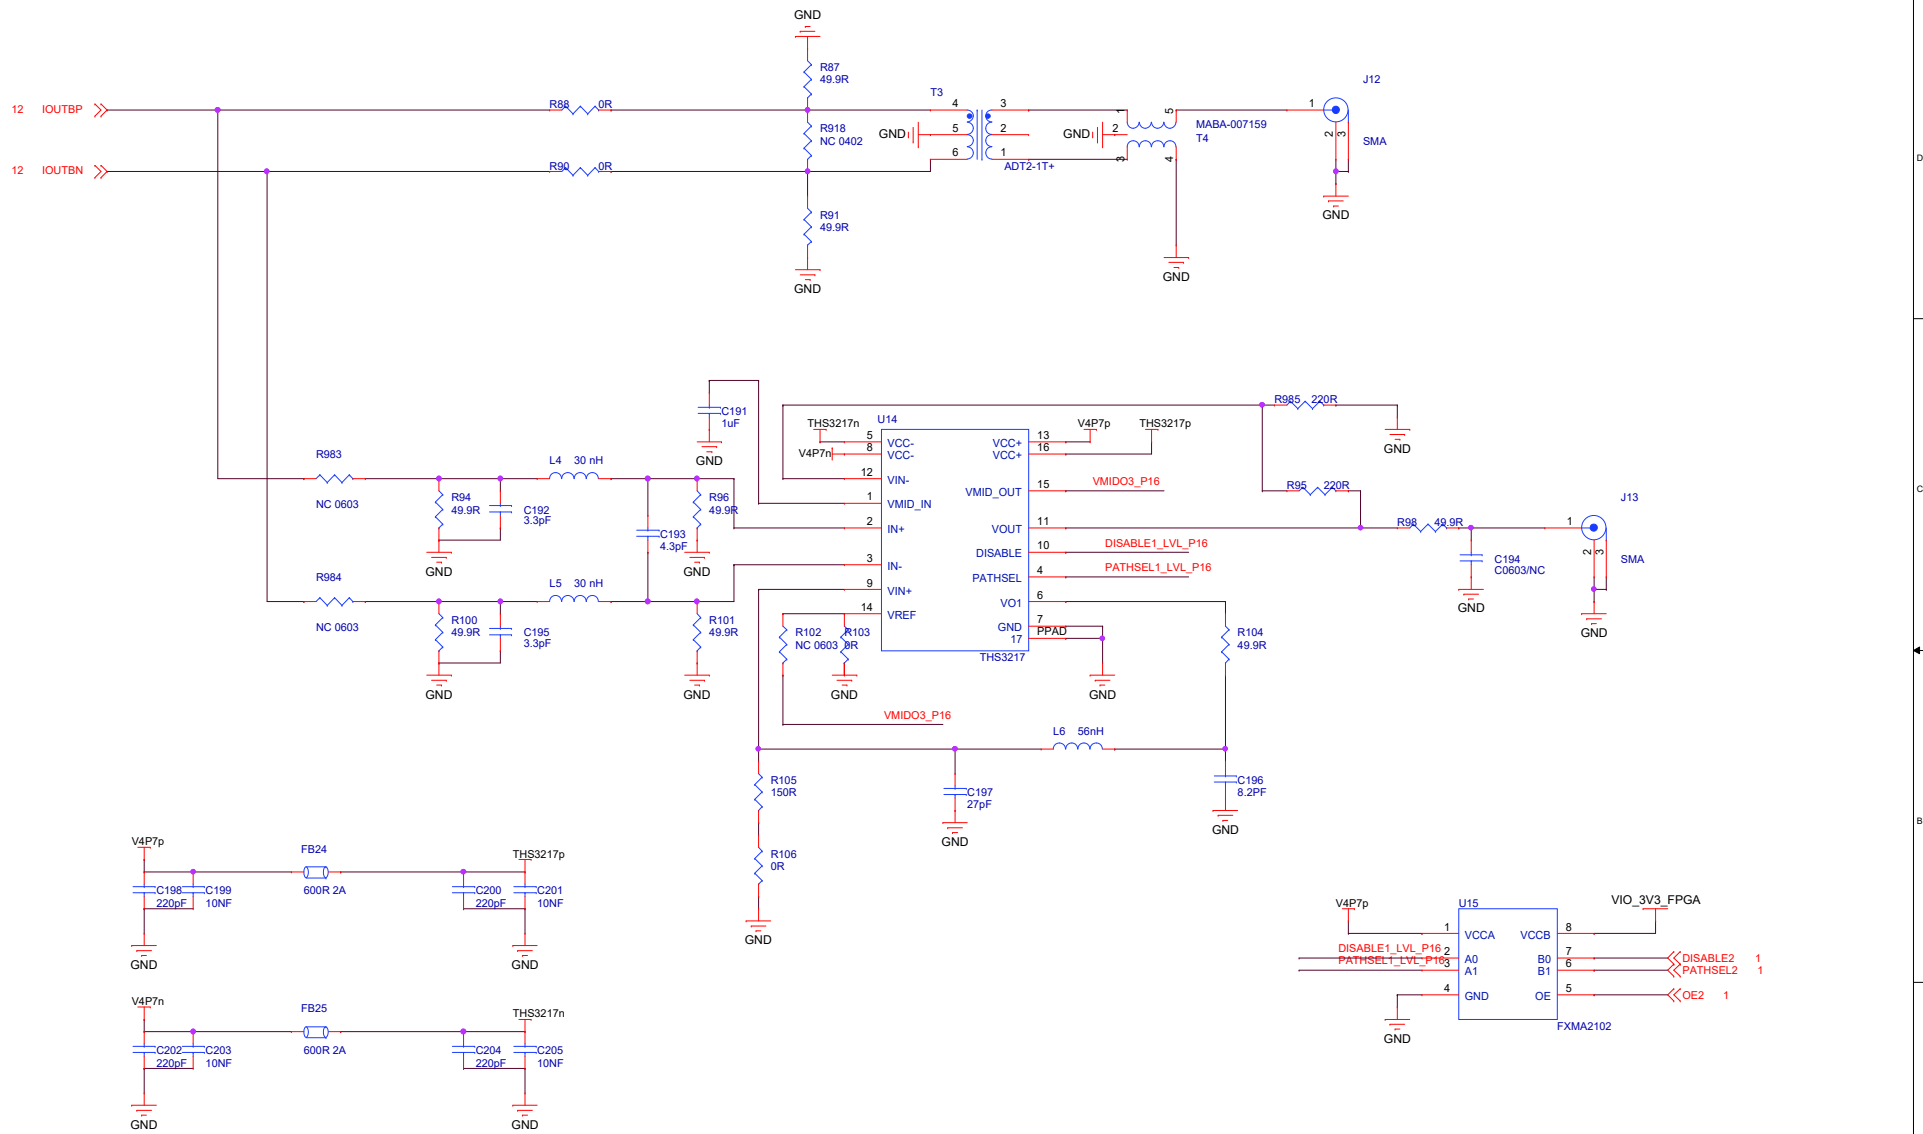 GND
R87
49.9R
J12
T3
12 IOUTBP
R88 0R
4
3
1
1
5
R918
NC 0402
GND
5
2
GND
2
MABA-007159
T4
2
3
SMA
6
1
3
4
ADT2-1T+
12 IOUTBN
R90 0R
D
R91
49.9R
GND
GND
GND
R985 220R
C191
1uF
GND
GND
U14
THS3217n
V4P7n
V4P7p
THS3217p
5 VCC-
8 VCC-
12 VIN-
1 VMID_IN
2 IN+
3 IN-
9 VIN+
14 VREF
VCC+ 13
VCC+ 16
VMID_OUT 15
VOUT 11
DISABLE 10
PATHSEL 4
VO1 6
GND 7
PPAD
17
THS3217
VMIDO3_P16
DISABLE1_LVL_P16
PATHSEL1_LVL_P16
R95 220R
R98 49.9R
C194
C0603/NC
GND
J13
1
2
3
SMA
GND
C
R983
NC 0603
L4 30 nH
R94
49.9R
C192
3.3pF
GND
C193
4.3pF
R96
49.9R
GND
R984
NC 0603
L5 30 nH
R100
49.9R
C195
3.3pF
GND
R101
49.9R
GND
R102
NC 0603
R103
0R
GND
GND
R104
49.9R
VMIDO3_P16
L6 56nH
R105
150R
C197
27pF
GND
C196
8.2PF
GND
R106
0R
GND
B
V4P7p
FB24
600R 2A
THS3217p
C198
220pF
C199
10NF
C200
220pF
C201
10NF
GND
GND
V4P7p
U15
VIO_3V3_FPGA
1 VCCA
VCCB 8
DISABLE1_LVL_P16
2 A0
B0 7
DISABLE2 1
PATHSEL1_LVL_P16
3 A1
B1 6
PATHSEL2 1
4 GND
OE 5
OE2 1
FXMA2102
GND
V4P7n
FB25
600R 2A
THS3217n
C202
220pF
C203
10NF
C204
220pF
C205
10NF
GND
GND